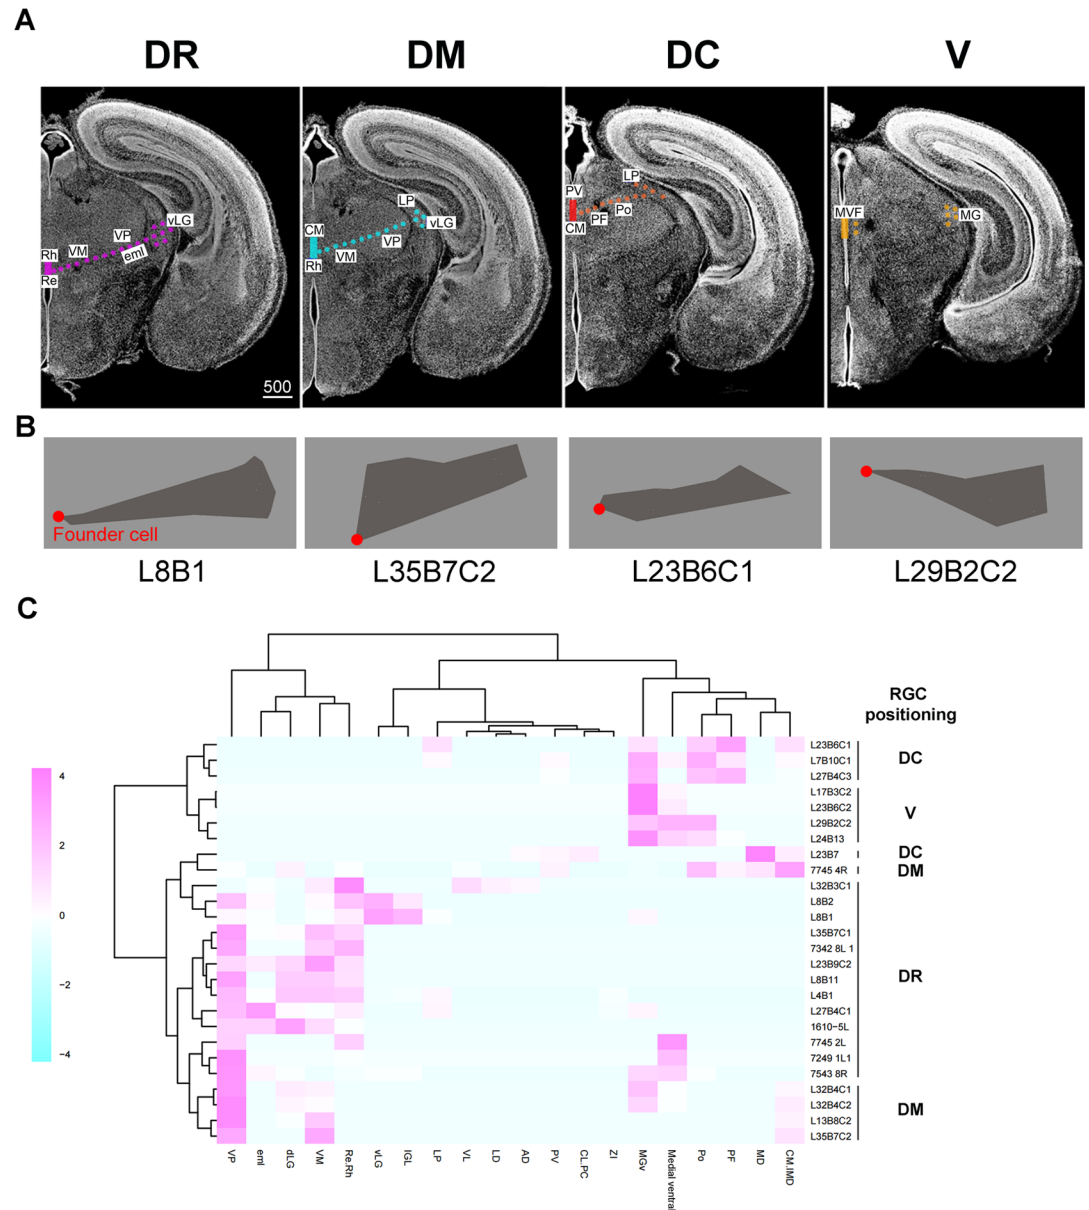 A
DR DM DC V
Rh
Re
VM
VP
eml
vLG
500
CM
Rh
VM
VP
LP
vLG
PV
CM
PF
Po
LP
MVF
MG
B
Founder cell
L8B1 L35B7C2 L23B6C1 L29B2C2
C
RGC
positioning
4
2
0
−2
−4
L23B6C1
L7B10C1
L27B4C3
L17B3C2
L23B6C2
L29B2C2
L24B13
L23B7
7745 4R
L32B3C1
L8B2
L8B1
L35B7C1
7342 8L 1
L23B9C2
L8B11
L4B1
L27B4C1
1610−5L
7745 2L
7249 1L1
7543 8R
L32B4C1
L32B4C2
L13B8C2
L35B7C2
DC
V
DC
DM
DR
DM
VP
eml
dLG
VM
Re.Rh
vLG
IGL
LP
VL
LD
AD
PV
CL.PC
ZI
MGv
Medial ventral
Po
PF
MD
CM.IMD